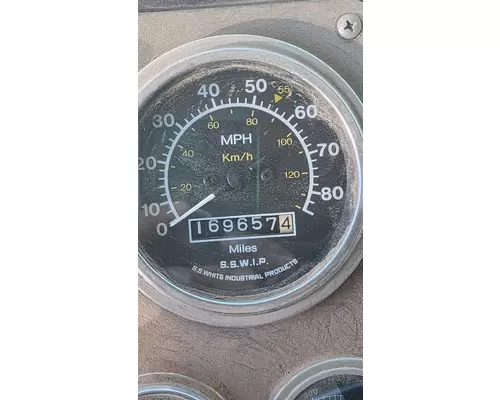 50 55
40 60
30 60 80 100 70
MPH
Km/h
20 40 120 80
10 20
0
1696574
Miles
S.S.W.I.P.
S.S. WHITE INDUSTRIAL PRODUCTS